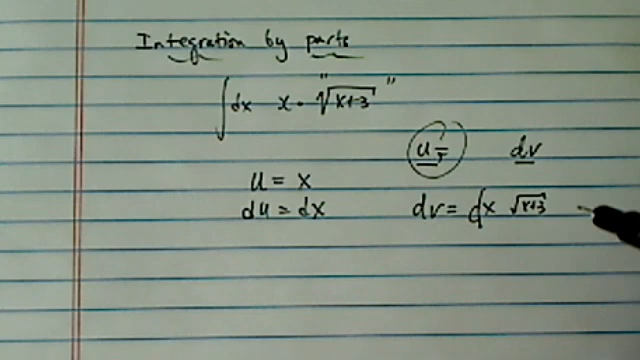 Integration by parts
∫dx x · "√x+3"
u= dv
u = x
du = dx dv = dx √x+3